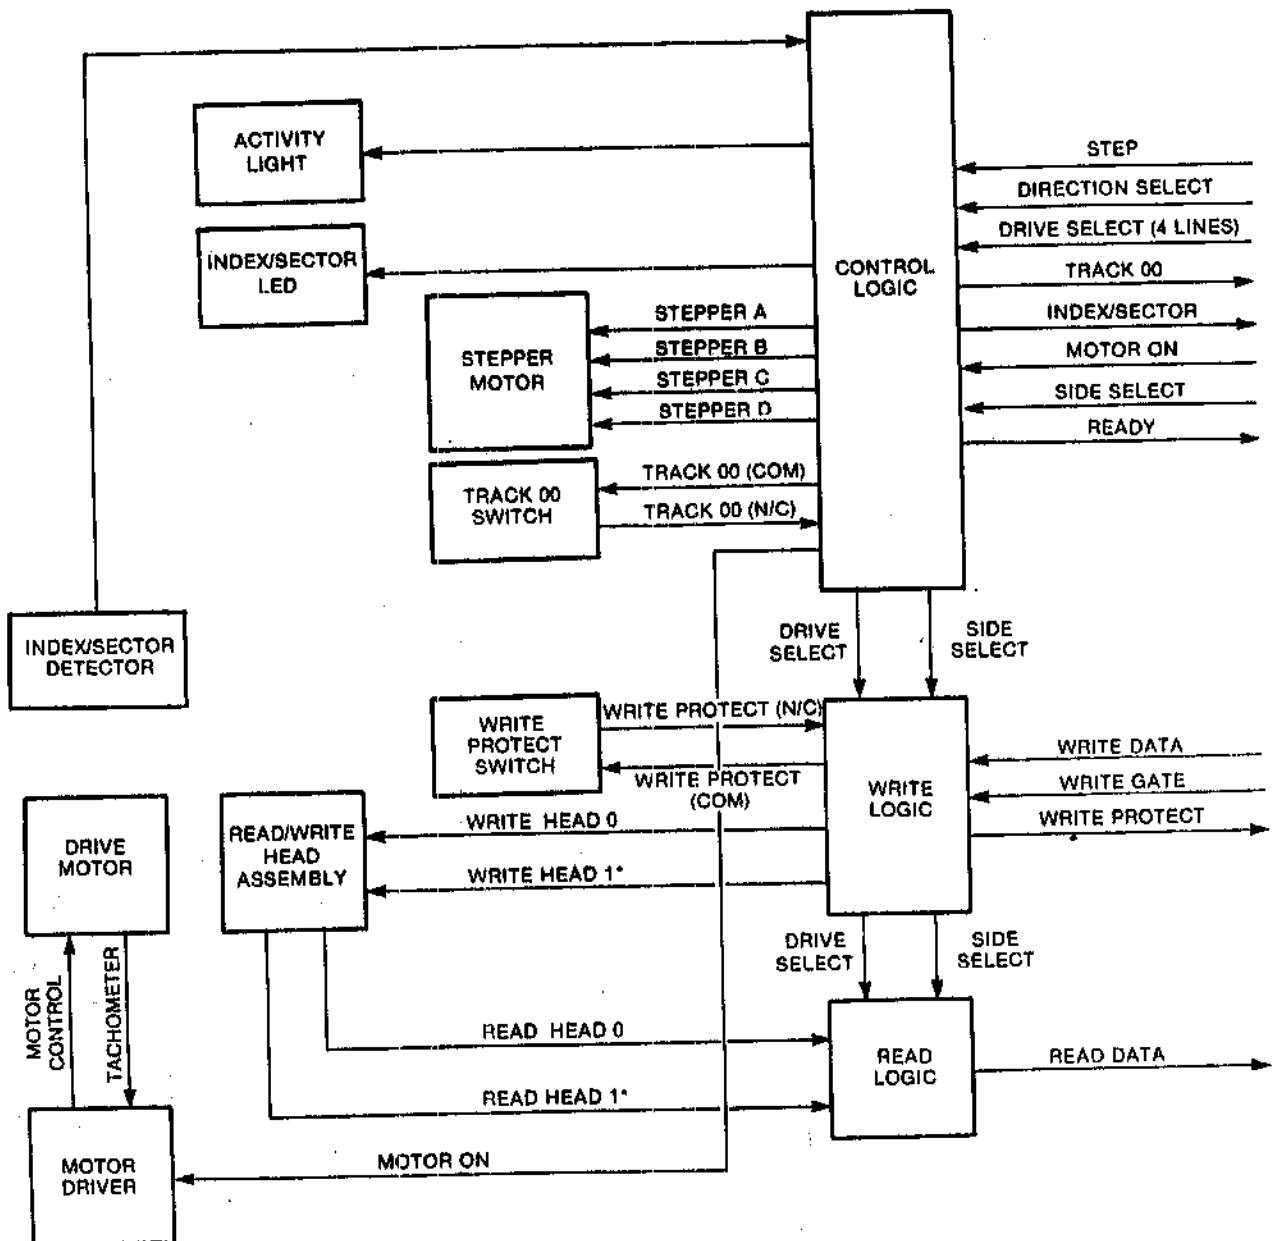 ACTIVITY
LIGHT
INDEX/SECTOR
LED
STEPPER
MOTOR
STEPPER A
STEPPER B
STEPPER C
STEPPER D
TRACK 00
SWITCH
TRACK 00 (COM)
TRACK 00 (N/C)
CONTROL
LOGIC
STEP
DIRECTION SELECT
DRIVE SELECT (4 LINES)
TRACK 00
INDEX/SECTOR
MOTOR ON
SIDE SELECT
READY
INDEX/SECTOR
DETECTOR
DRIVE
SELECT
SIDE
SELECT
WRITE
PROTECT
SWITCH
WRITE PROTECT (N/C)
WRITE PROTECT
(COM)
WRITE
LOGIC
WRITE DATA
WRITE GATE
WRITE PROTECT
DRIVE
MOTOR
READ/WRITE
HEAD
ASSEMBLY
WRITE HEAD 0
WRITE HEAD 1*
DRIVE
SELECT
SIDE
SELECT
MOTOR
CONTROL
TACHOMETER
READ HEAD 0
READ HEAD 1*
READ
LOGIC
READ DATA
MOTOR
DRIVER
MOTOR ON